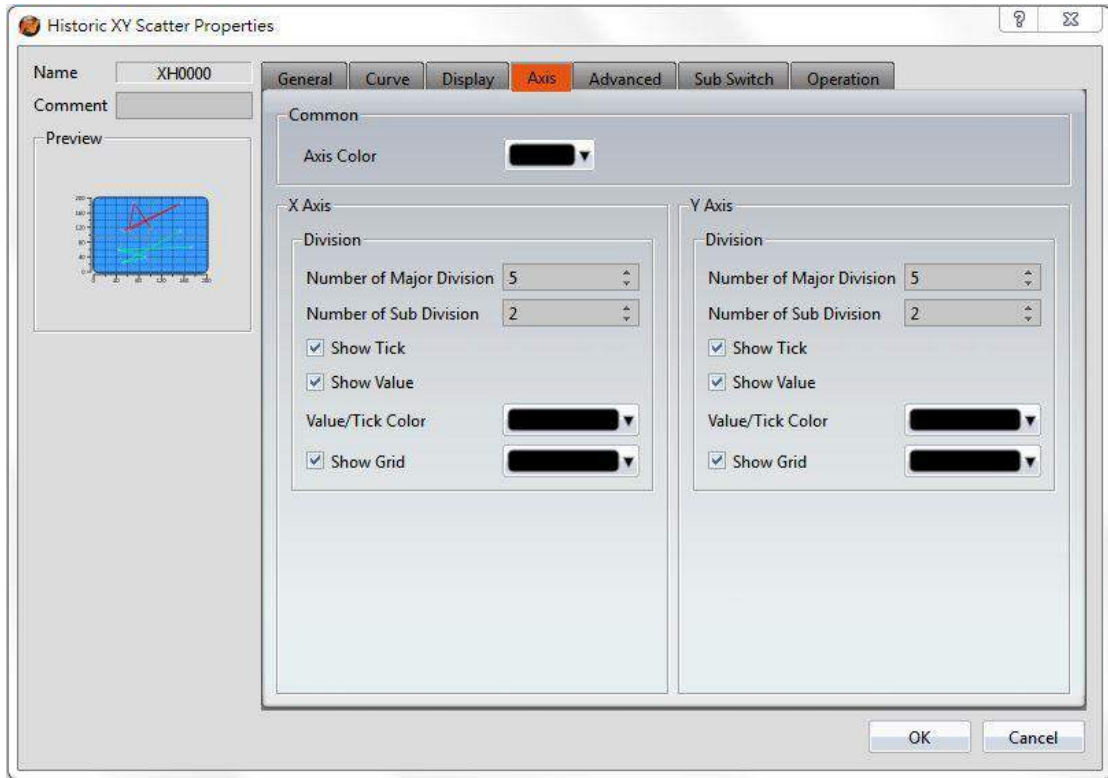 Historic XY Scatter Properties
Name XH0000
Comment
Preview
General Curve Display Axis Advanced Sub Switch Operation
Common
Axis Color
X Axis
Division
Number of Major Division 5
Number of Sub Division 2
Show Tick
Show Value
Value/Tick Color
Show Grid
Y Axis
Division
Number of Major Division 5
Number of Sub Division 2
Show Tick
Show Value
Value/Tick Color
Show Grid
OK Cancel